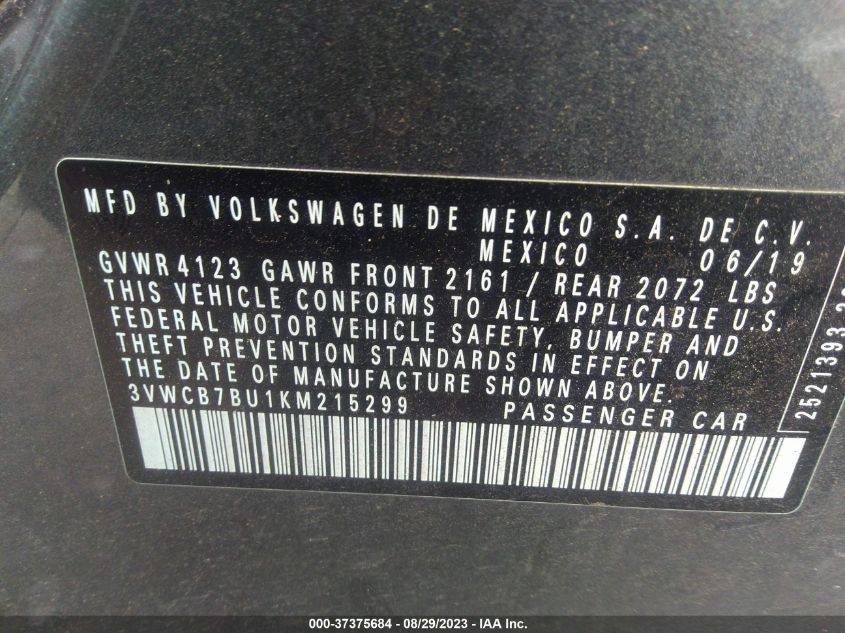 MFD BY VOLKSWAGEN DE MEXICO S.A. DE C.V.
MEXICO 06/19
GVWR 4123 GAWR FRONT 2161 / REAR 2072 LBS
THIS VEHICLE CONFORMS TO ALL APPLICABLE U.S.
FEDERAL MOTOR VEHICLE SAFETY, BUMPER AND
THEFT PREVENTION STANDARDS IN EFFECT ON
THE DATE OF MANUFACTURE SHOWN ABOVE.
3VWCB7BU1KM215299 PASSENGER CAR
2521393
000-37375684 - 08/29/2023 - IAA Inc.